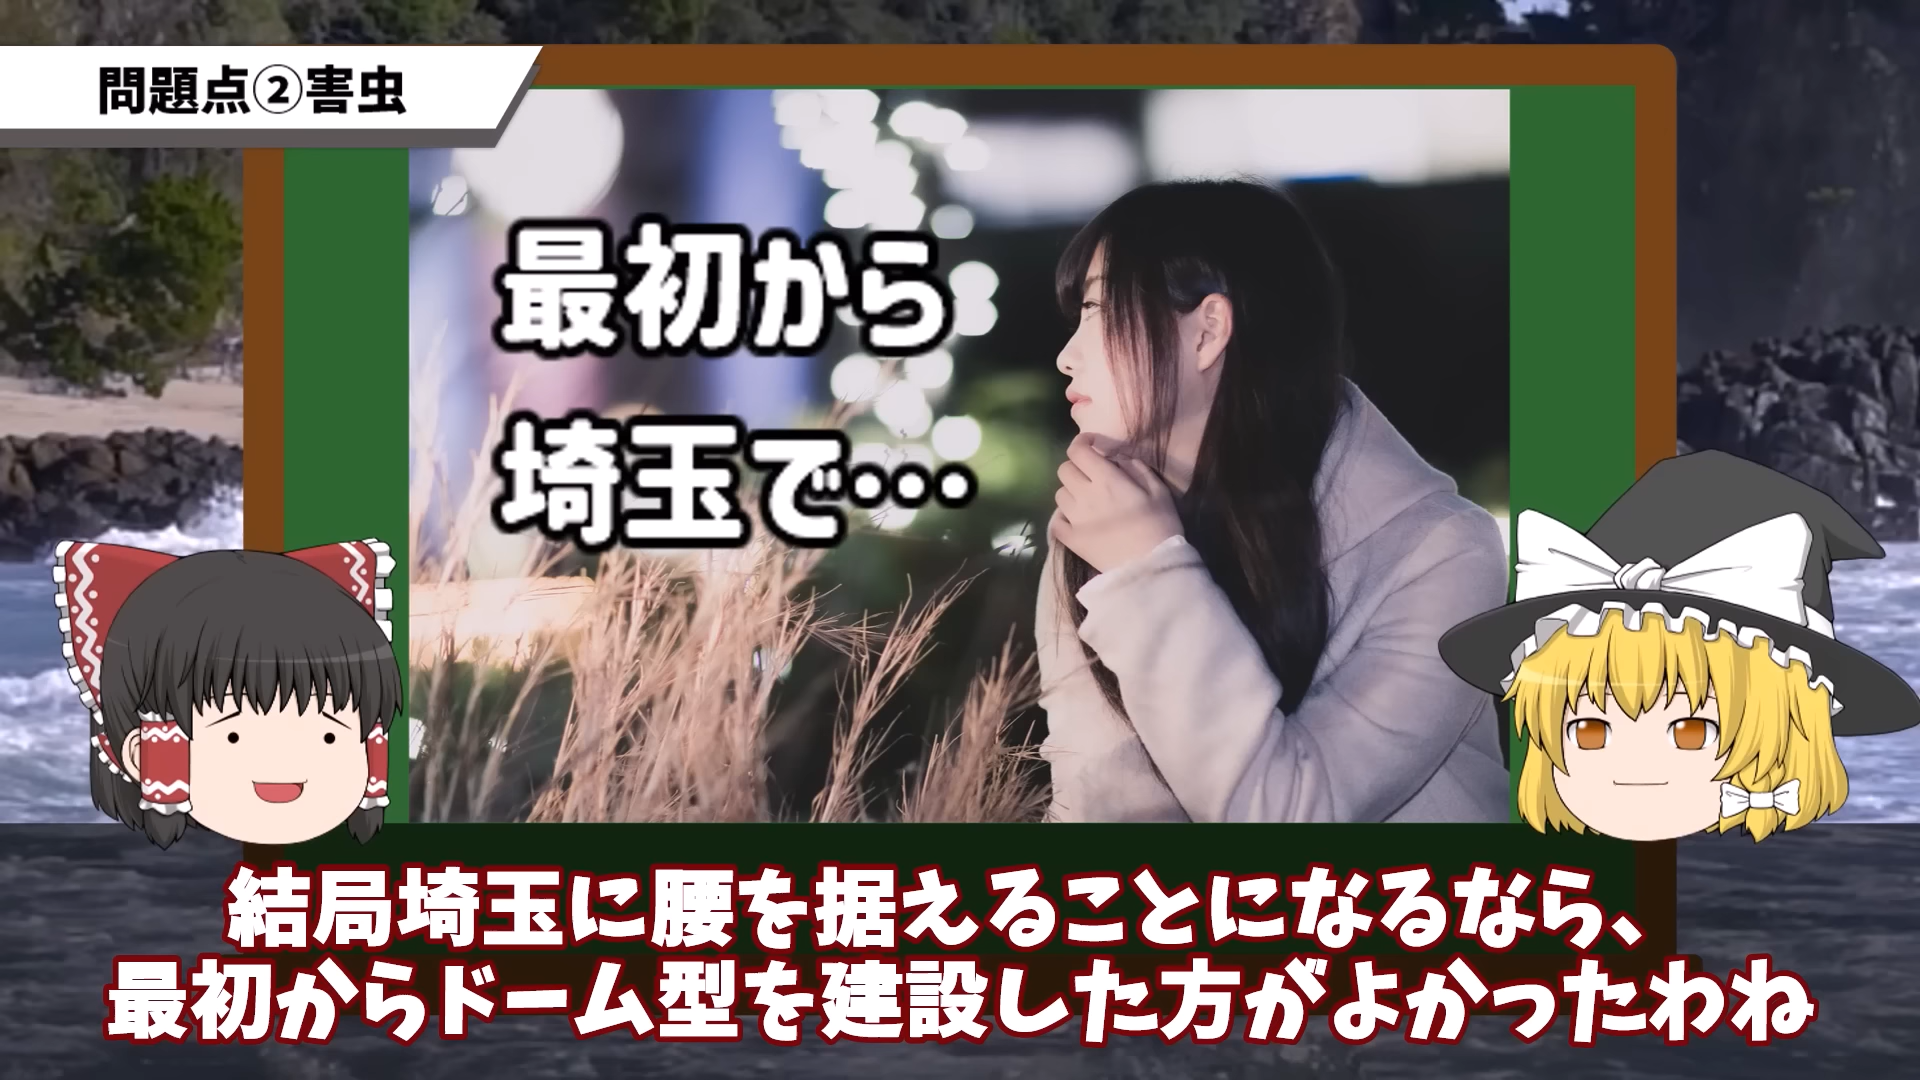 問題点②害虫
最初から
埼玉で…
結局埼玉に腰を据えることになるなら、
最初からドーム型を建設した方がよかったわね